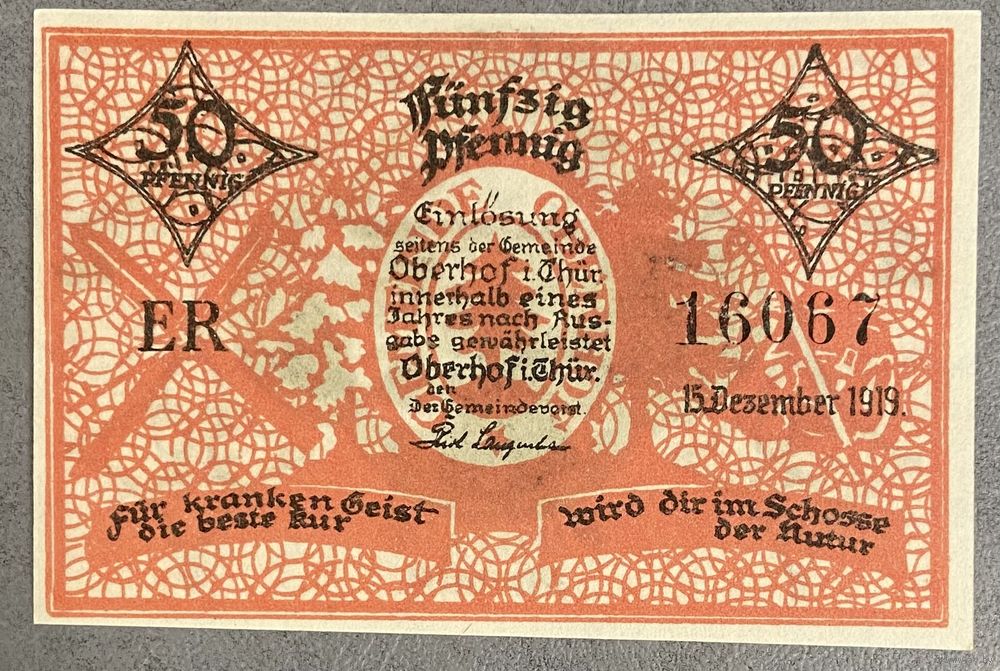 50
PFENNIG
Fünfzig
Pfennig
50
PFENNIG
Einlösung
seitens der Gemeinde
Oberhof i. Thür.
innerhalb eines
Jahres nach Aus-
gabe gewährleistet
Oberhof i. Thür.
den
Der Gemeindevorst.
ER
16067
15. Dezember 1919.
Für kranken Geist
die beste Kur
wird dir im Schosse
der Natur